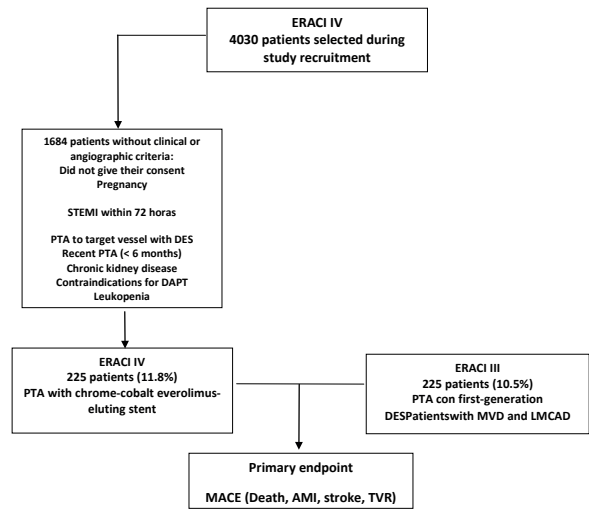 ERACI IV
4030 patients selected during
study recruitment
1684 patients without clinical or
angiographic criteria:
Did not give their consent
Pregnancy
STEMI within 72 horas
PTA to target vessel with DES
Recent PTA (< 6 months)
Chronic kidney disease
Contraindications for DAPT
Leukopenia
ERACI IV
225 patients (11.8%)
PTA with chrome-cobalt everolimus-
eluting stent
ERACI III
225 patients (10.5%)
PTA con first-generation
DESPatientswith MVD and LMCAD
Primary endpoint
MACE (Death, AMI, stroke, TVR)